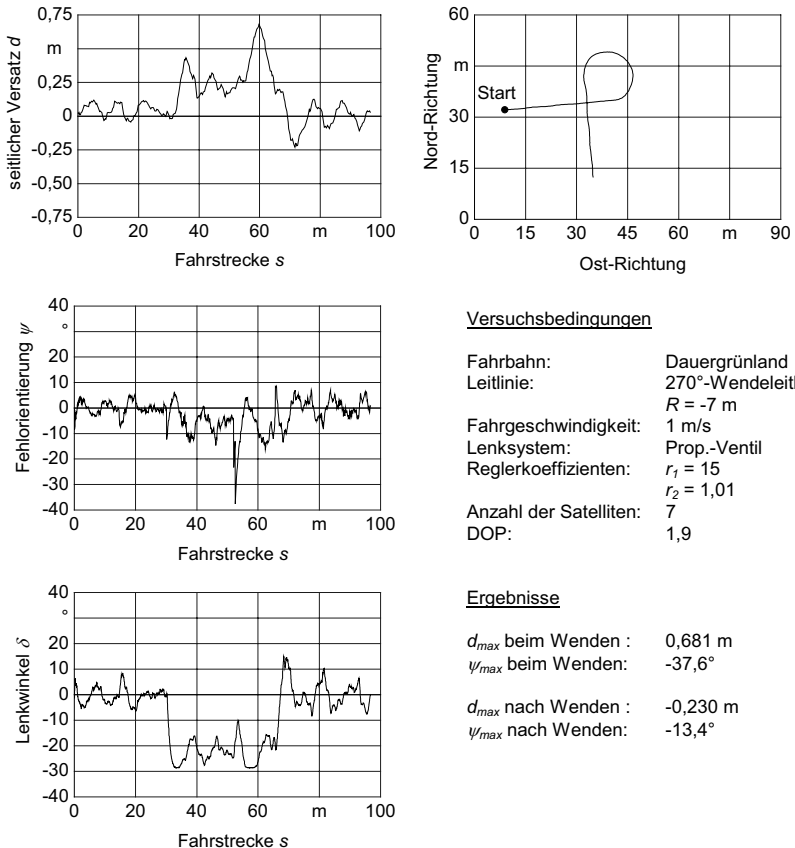 0,75
m
0,25
0
-0,25
-0,50
-0,75
seitlicher Versatz d
0 20 40 60 m 100
Fahrstrecke s
60
m
30
15
0
Nord-Richtung
Start
0 15 30 45 60 m 90
Ost-Richtung
40
°
20
10
0
-10
-20
-30
-40
Fehlorientierung ψ
0 20 40 60 m 100
Fahrstrecke s
40
°
20
10
0
-10
-20
-30
-40
Lenkwinkel δ
0 20 40 60 m 100
Fahrstrecke s
Versuchsbedingungen
Fahrbahn: Dauergrünland
Leitlinie: 270°-Wendeleitl
R = -7 m
Fahrgeschwindigkeit: 1 m/s
Lenksystem: Prop.-Ventil
Reglerkoeffizienten: r1 = 15
r2 = 1,01
Anzahl der Satelliten: 7
DOP: 1,9
Ergebnisse
dmax beim Wenden : 0,681 m
ψmax beim Wenden: -37,6°
dmax nach Wenden : -0,230 m
ψmax nach Wenden: -13,4°